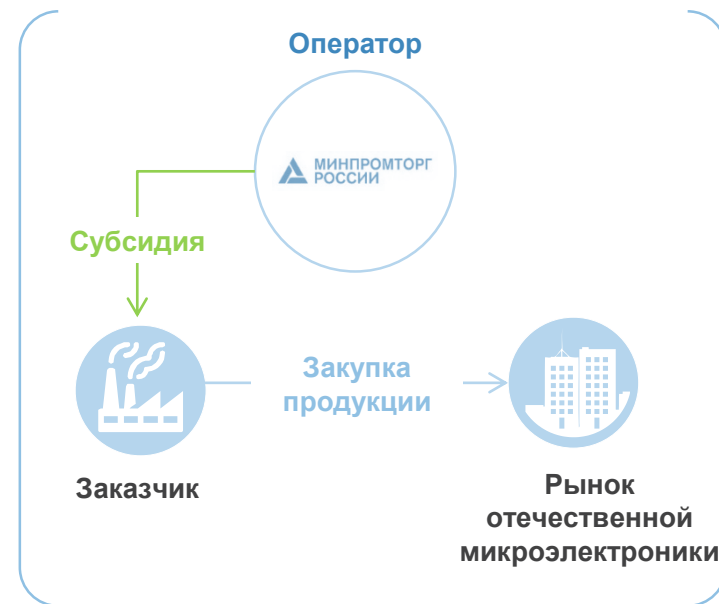 Оператор
МИНПРОМТОРГ
РОССИИ
Субсидия
Закупка
продукции
Заказчик
Рынок
отечественной
микроэлектроники